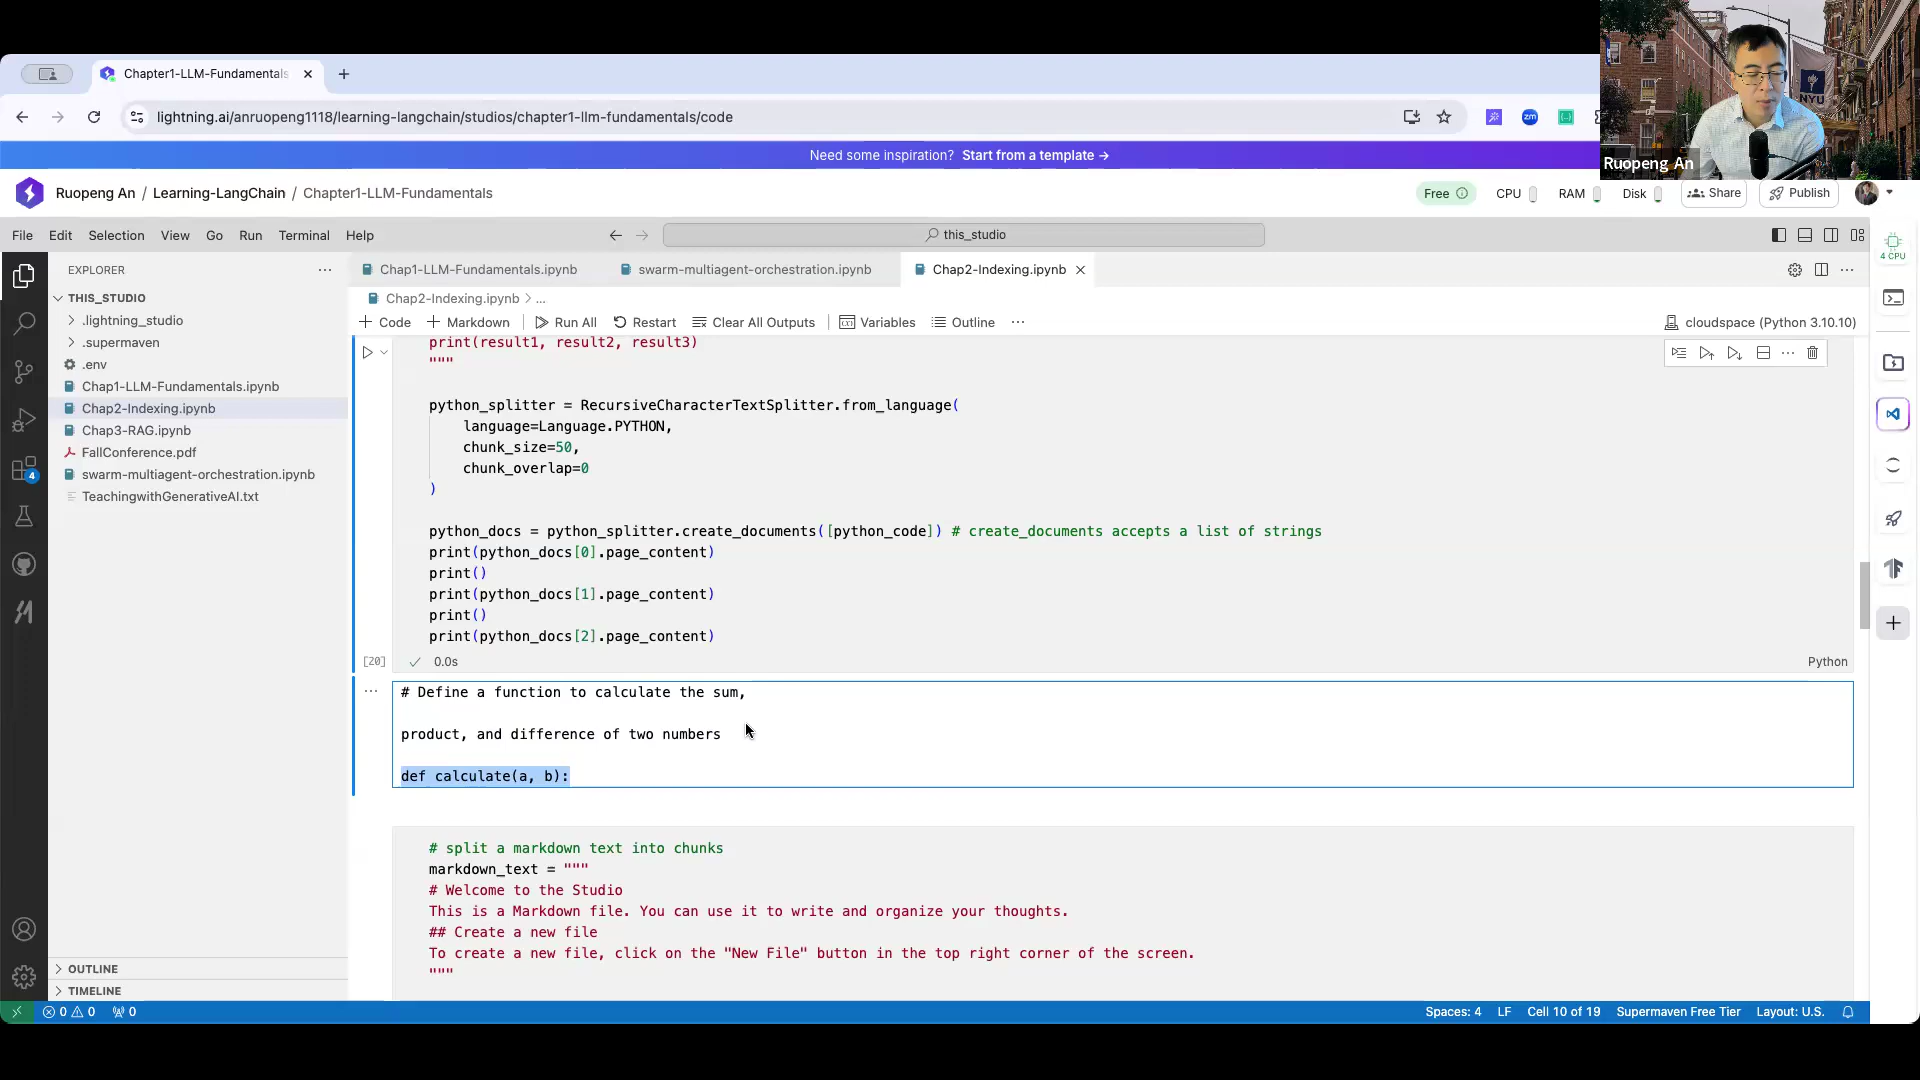 Chapter1-LLM-Fundamentals
lightning.ai/anruopeng1118/learning-langchain/studios/chapter1-llm-fundamentals/code
zm
NYU
Ruopeng An
Need some inspiration? Start from a template →
Ruopeng An / Learning-LangChain / Chapter1-LLM-Fundamentals
Free CPU RAM Disk Share Publish
File Edit Selection View Go Run Terminal Help
this_studio
4 CPU
EXPLORER
Chap1-LLM-Fundamentals.ipynb swarm-multiagent-orchestration.ipynb Chap2-Indexing.ipynb
THIS_STUDIO
Chap2-Indexing.ipynb > ...
.lightning_studio
Code Markdown Run All Restart Clear All Outputs Variables Outline
cloudspace (Python 3.10.10)
.supermaven
.env
Chap1-LLM-Fundamentals.ipynb
Chap2-Indexing.ipynb
Chap3-RAG.ipynb
FallConference.pdf
swarm-multiagent-orchestration.ipynb
TeachingwithGenerativeAI.txt
4
print(result1, result2, result3)
"""
python_splitter = RecursiveCharacterTextSplitter.from_language(
language=Language.PYTHON,
chunk_size=50,
chunk_overlap=0
)
python_docs = python_splitter.create_documents([python_code]) # create_documents accepts a list of strings
print(python_docs[0].page_content)
print()
print(python_docs[1].page_content)
print()
print(python_docs[2].page_content)
[20] 0.0s
Python
# Define a function to calculate the sum,
product, and difference of two numbers
def calculate(a, b):
# split a markdown text into chunks
markdown_text = """
# Welcome to the Studio
This is a Markdown file. You can use it to write and organize your thoughts.
## Create a new file
To create a new file, click on the "New File" button in the top right corner of the screen.
"""
OUTLINE
TIMELINE
0 0 0
Spaces: 4 LF Cell 10 of 19 Supermaven Free Tier Layout: U.S.